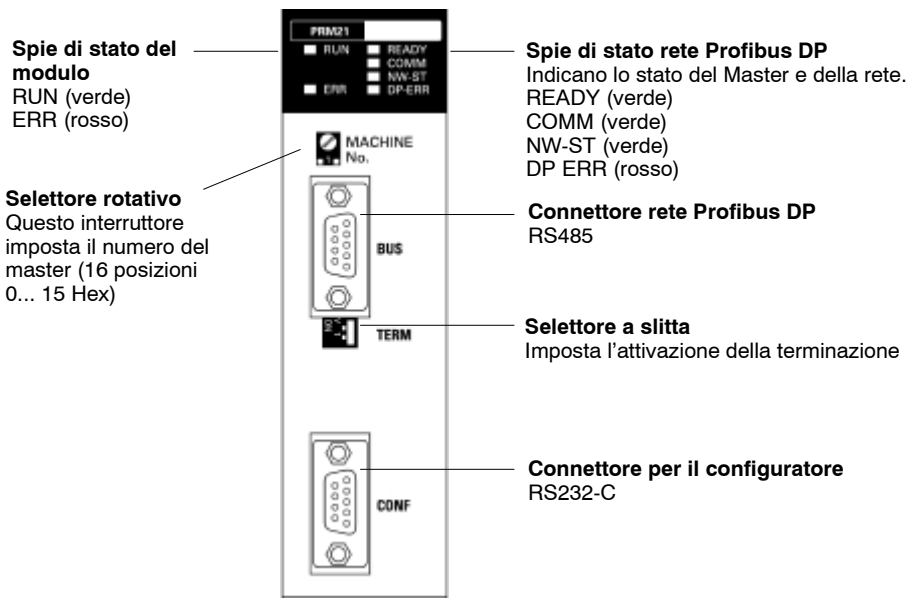 PRM21
RUN
READY
COMM
NW-ST
ERR
DP-ERR
MACHINE
No.
BUS
TERM
CONF
Spie di stato del
modulo
RUN (verde)
ERR (rosso)
Selettore rotativo
Questo interruttore
imposta il numero del
master (16 posizioni
0... 15 Hex)
Spie di stato rete Profibus DP
Indicano lo stato del Master e della rete.
READY (verde)
COMM (verde)
NW-ST (verde)
DP ERR (rosso)
Connettore rete Profibus DP
RS485
Selettore a slitta
Imposta l'attivazione della terminazione
Connettore per il configuratore
RS232-C